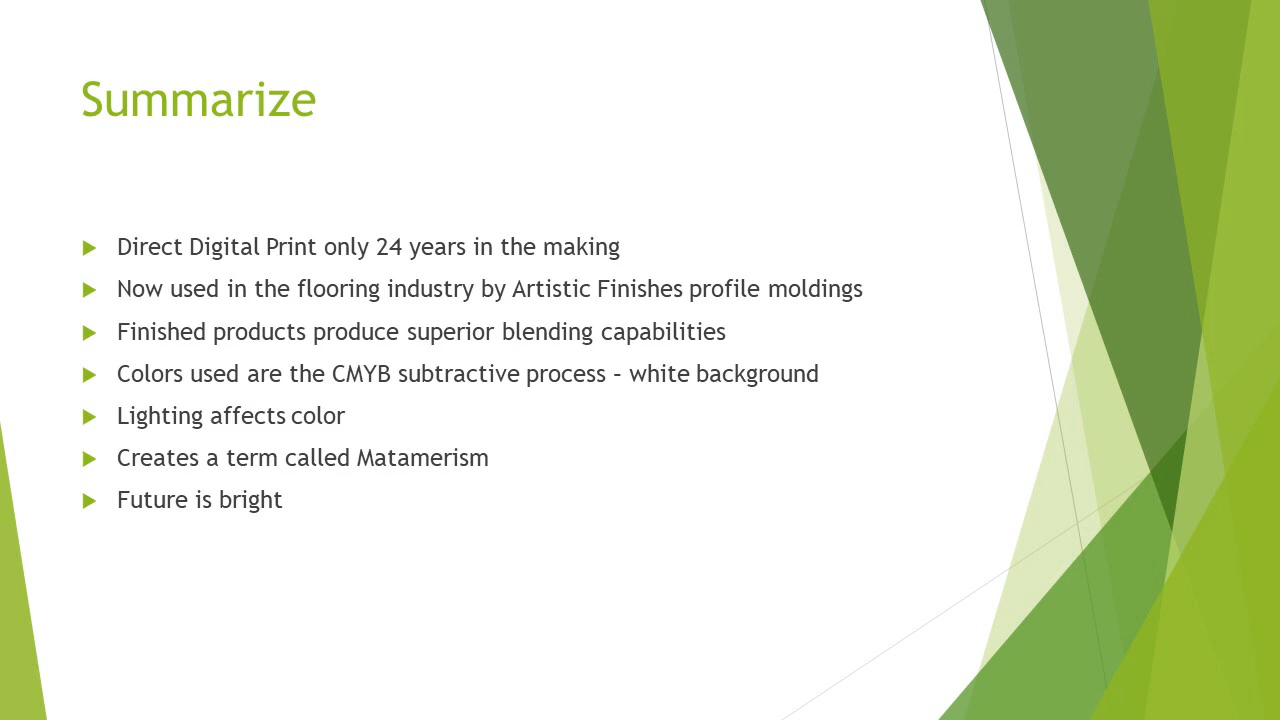 Summarize
Direct Digital Print only 24 years in the making
Now used in the flooring industry by Artistic Finishes profile moldings
Finished products produce superior blending capabilities
Colors used are the CMYB subtractive process – white background
Lighting affects color
Creates a term called Matamerism
Future is bright